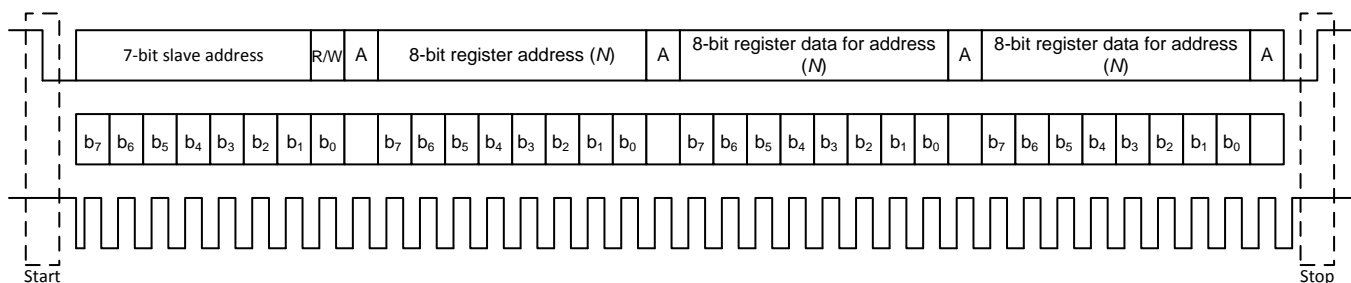 7-bit slave address R/W A 8-bit register address (N) A 8-bit register data for address (N) A 8-bit register data for address (N) A
b7 b6 b5 b4 b3 b2 b1 b0 b7 b6 b5 b4 b3 b2 b1 b0 b7 b6 b5 b4 b3 b2 b1 b0 b7 b6 b5 b4 b3 b2 b1 b0
Start Stop